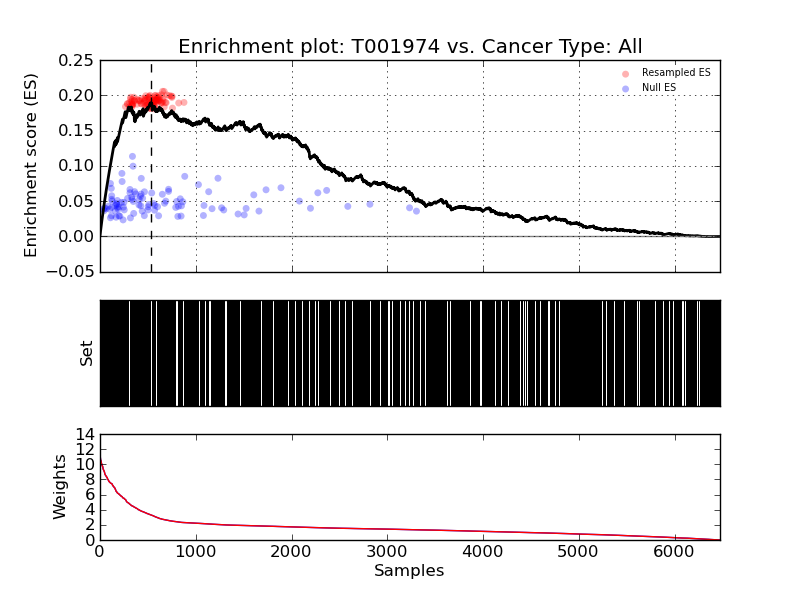 Enrichment plot: T001974 vs. Cancer Type: All
0.25
0.20
0.15
0.10
0.05
0.00
−0.05
Enrichment score (ES)
Resampled ES
Null ES
Set
14
12
10
8
6
4
2
0
Weights
0 1000 2000 3000 4000 5000 6000
Samples